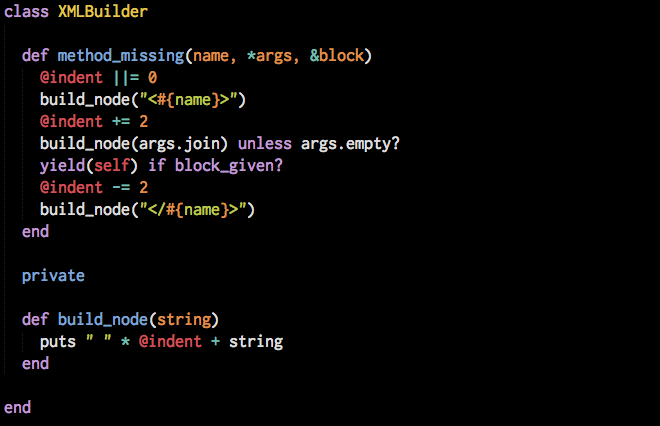 class XMLBuilder
def method_missing(name, *args, &block)
@indent ||= 0
build_node("<#{name}>")
@indent += 2
build_node(args.join) unless args.empty?
yield(self) if block_given?
@indent -= 2
build_node("</#{name}>")
end
private
def build_node(string)
puts " " * @indent + string
end
end